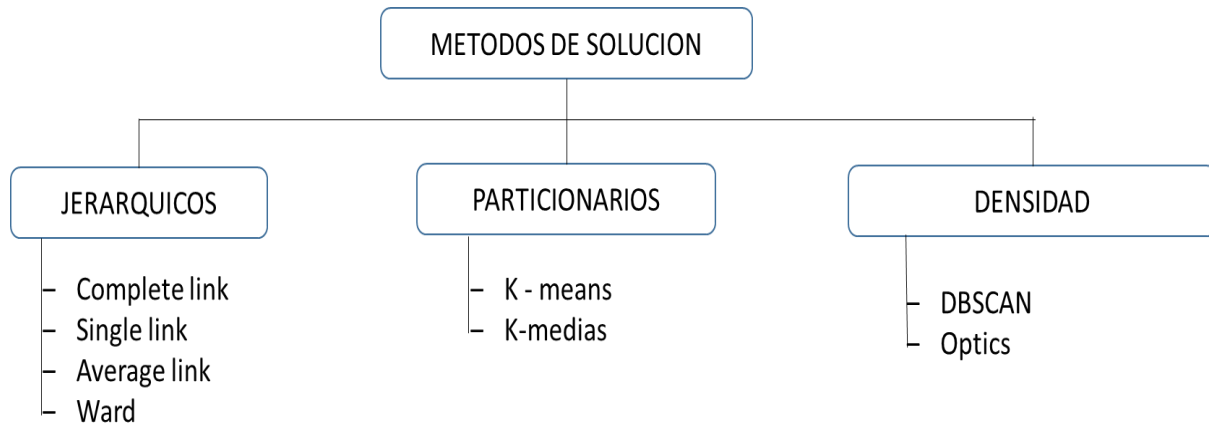 METODOS DE SOLUCION
JERARQUICOS
– Complete link
– Single link
– Average link
– Ward
PARTICIONARIOS
– K - means
– K-medias
DENSIDAD
– DBSCAN
– Optics